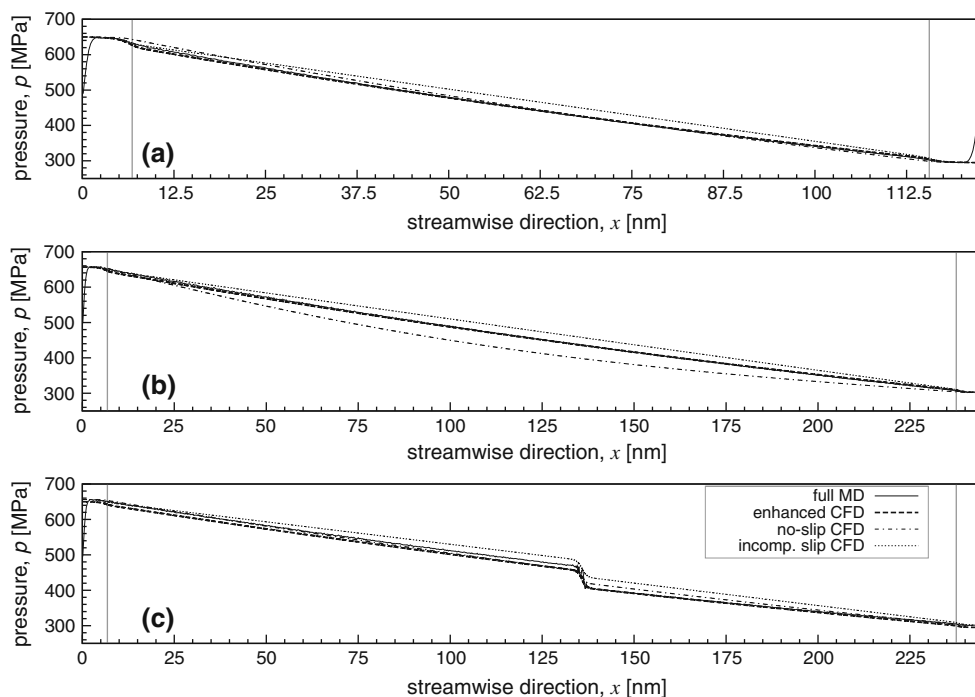 700
600
500
400
300
pressure, p [MPa]
(a)
0 12.5 25 37.5 50 62.5 75 87.5 100 112.5
streamwise direction, x [nm]
700
600
500
400
300
pressure, p [MPa]
(b)
0 25 50 75 100 125 150 175 200 225
streamwise direction, x [nm]
700
600
500
400
300
pressure, p [MPa]
full MD
enhanced CFD
no-slip CFD
incomp. slip CFD
(c)
0 25 50 75 100 125 150 175 200 225
streamwise direction, x [nm]